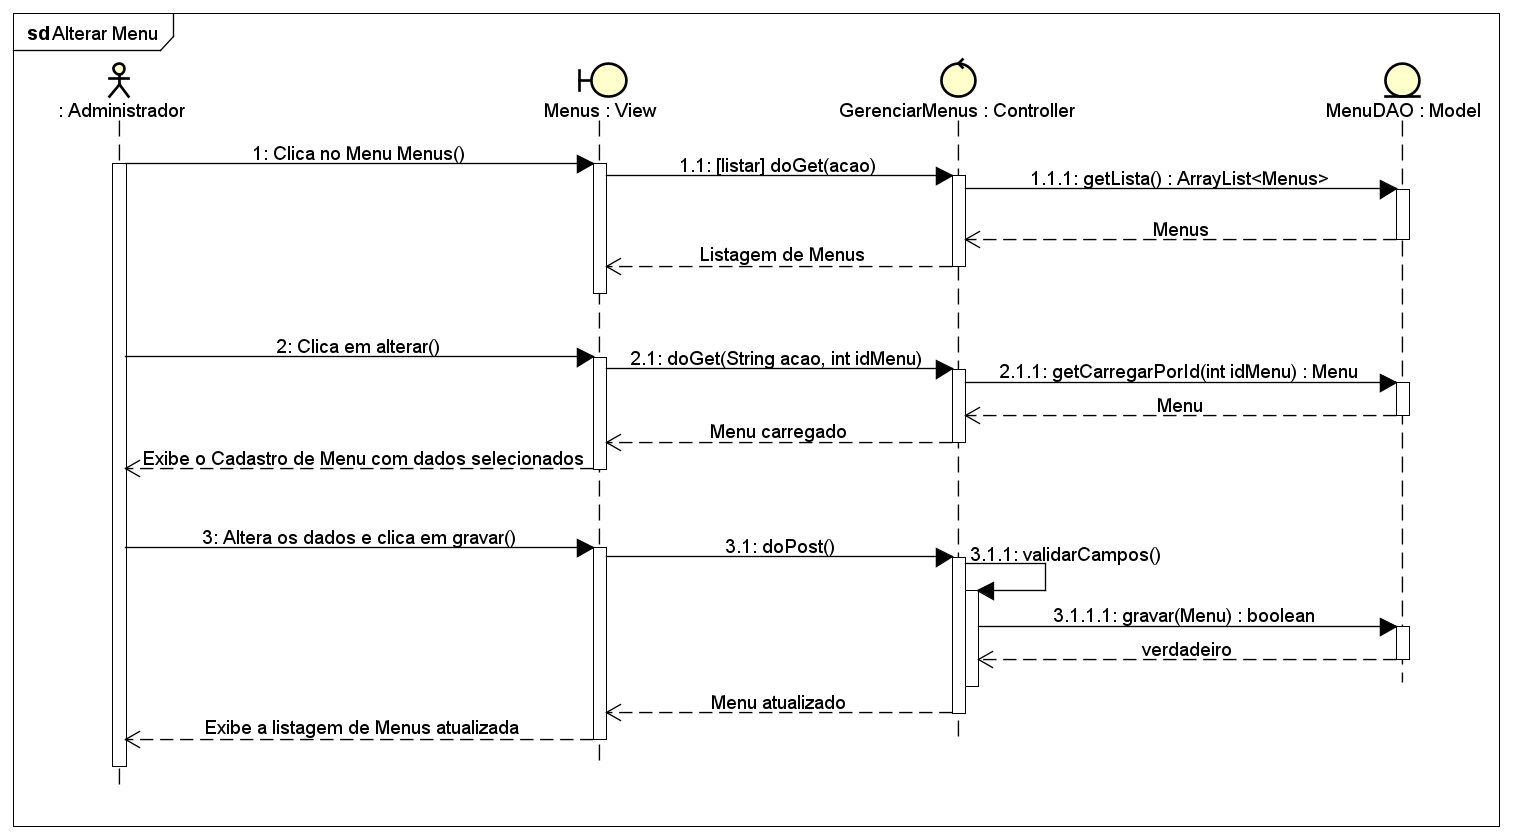 sd Alterar Menu
: Administrador
Menus : View
GerenciarMenus : Controller
MenuDAO : Model
1: Clica no Menu Menus()
1.1: [listar] doGet(acao)
1.1.1: getLista() : ArrayList<Menus>
Menus
Listagem de Menus
2: Clica em alterar()
2.1: doGet(String acao, int idMenu)
2.1.1: getCarregarPorId(int idMenu) : Menu
Menu
Menu carregado
Exibe o Cadastro de Menu com dados selecionados
3: Altera os dados e clica em gravar()
3.1: doPost()
3.1.1: validarCampos()
3.1.1.1: gravar(Menu) : boolean
verdadeiro
Menu atualizado
Exibe a listagem de Menus atualizada